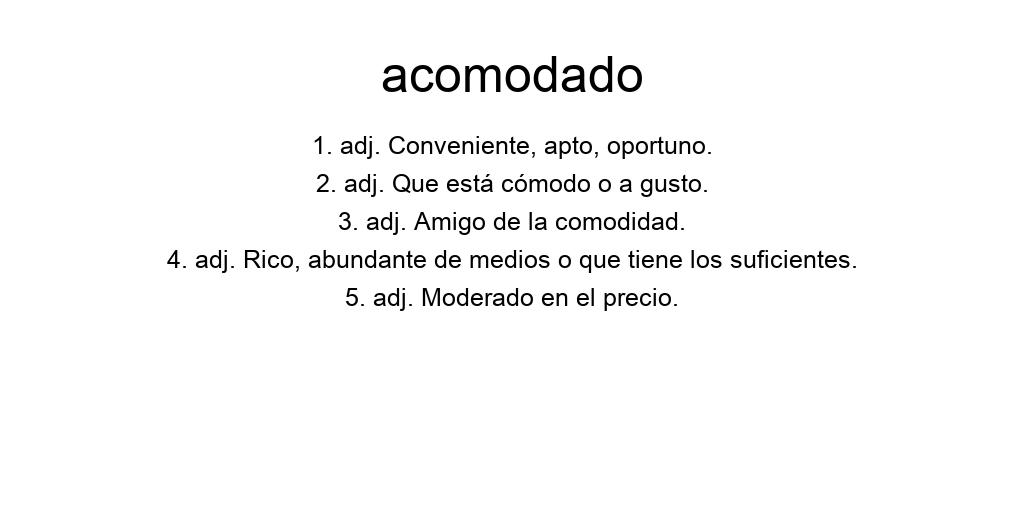 acomodado
1. adj. Conveniente, apto, oportuno.
2. adj. Que está cómodo o a gusto.
3. adj. Amigo de la comodidad.
4. adj. Rico, abundante de medios o que tiene los suficientes.
5. adj. Moderado en el precio.